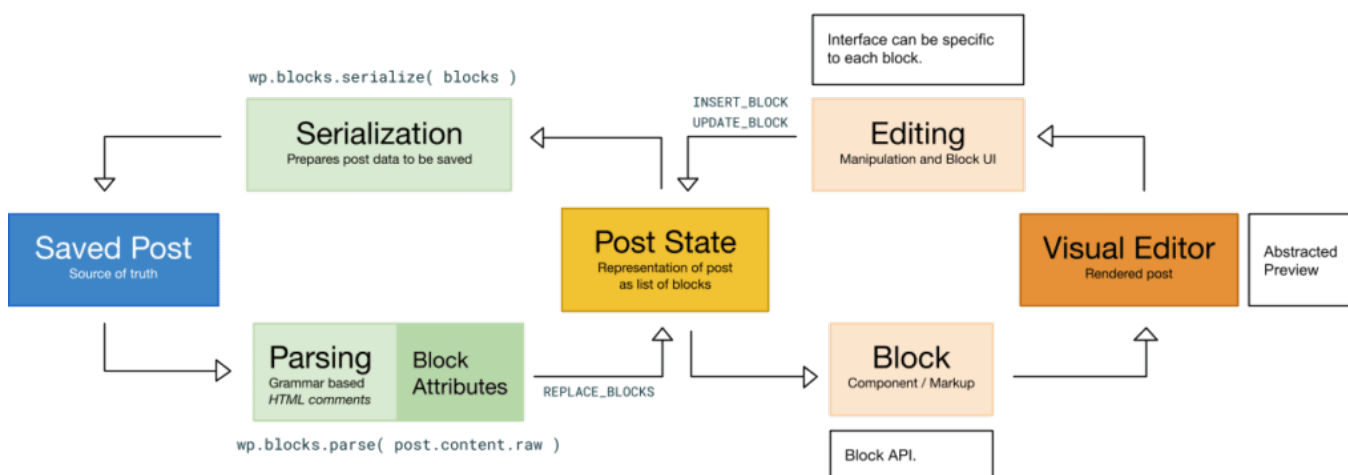 Interface can be specific
to each block.
wp.blocks.serialize( blocks )
INSERT_BLOCK
UPDATE_BLOCK
Serialization
Prepares post data to be saved
Editing
Manipulation and Block UI
Saved Post
Source of truth
Post State
Representation of post
as list of blocks
Visual Editor
Rendered post
Abstracted
Preview
Parsing
Grammar based
HTML comments
Block
Attributes
REPLACE_BLOCKS
Block
Component / Markup
wp.blocks.parse( post.content.raw )
Block API.